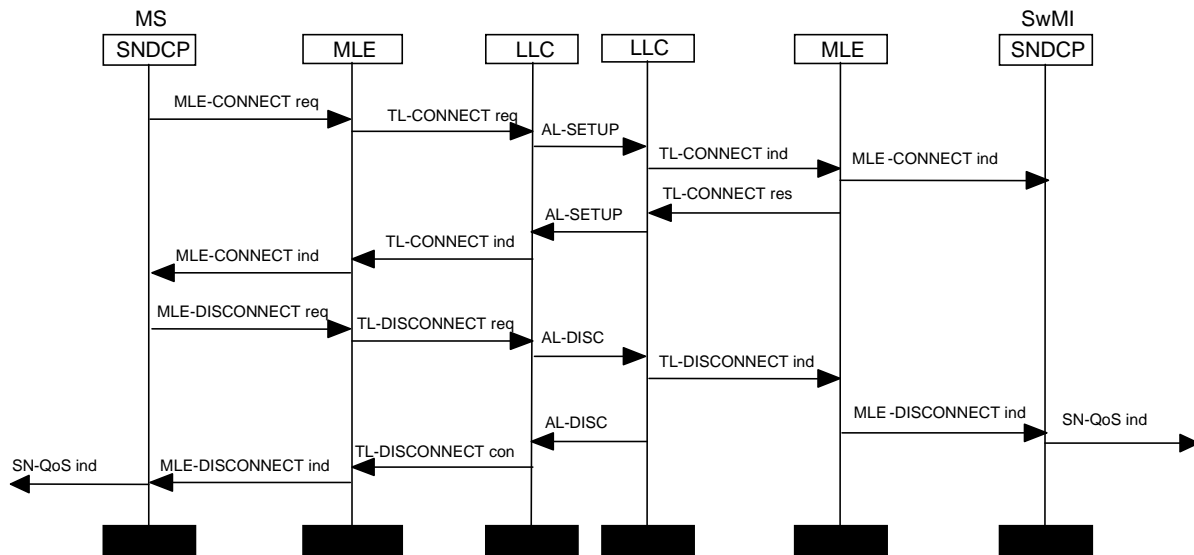 MS
SwMI
SNDCP
MLE
LLC
LLC
MLE
SNDCP
MLE-CONNECT req
TL-CONNECT req
AL-SETUP
TL-CONNECT ind
MLE-CONNECT ind
TL-CONNECT res
AL-SETUP
TL-CONNECT ind
MLE-CONNECT ind
MLE-DISCONNECT req
TL-DISCONNECT req
AL-DISC
TL-DISCONNECT ind
MLE-DISCONNECT ind
SN-QoS ind
AL-DISC
TL-DISCONNECT con
MLE-DISCONNECT ind
SN-QoS ind